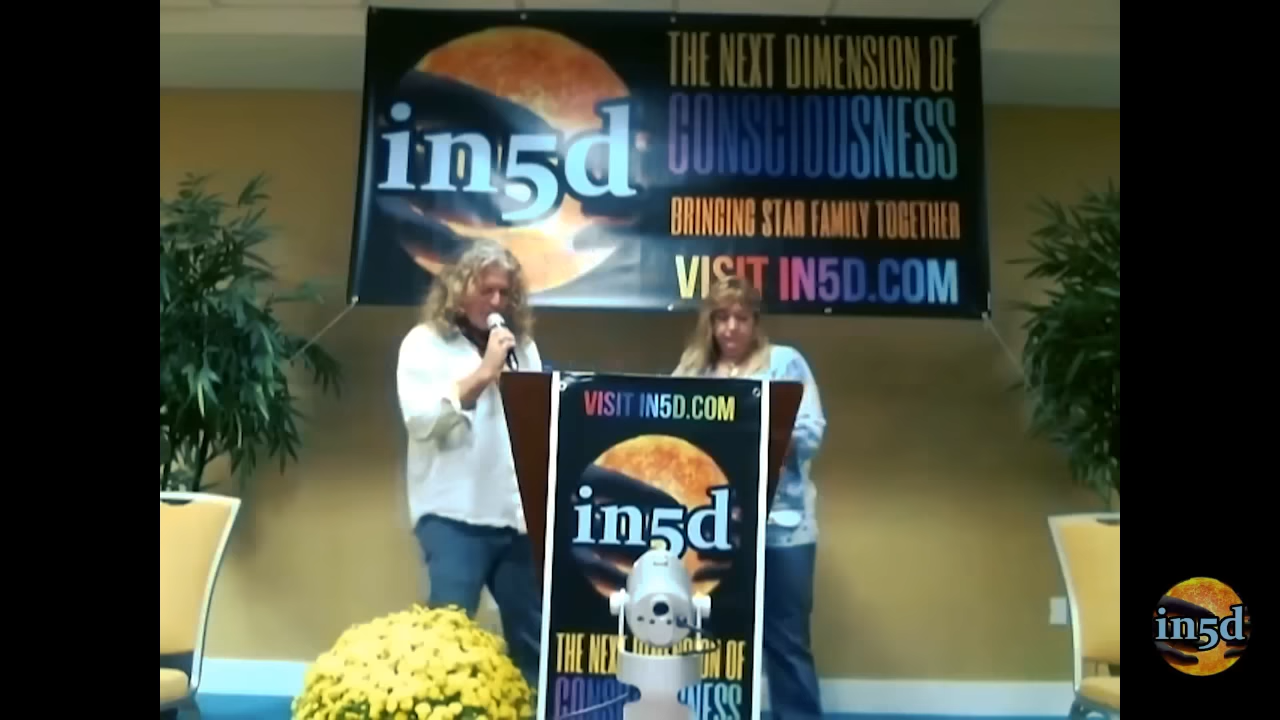 THE NEXT DIMENSION OF
CONSCIOUSNESS
in5d
BRINGING STAR FAMILY TOGETHER
VISIT IN5D.COM
VISIT IN5D.COM
in5d
THE NEXT DIMENSION OF
CONSCIOUSNESS
in5d